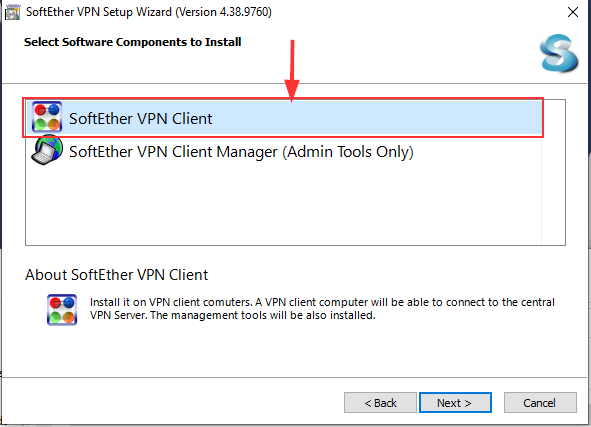 SoftEther VPN Setup Wizard (Version 4.38.9760)
Select Software Components to Install
SoftEther VPN Client
SoftEther VPN Client Manager (Admin Tools Only)
About SoftEther VPN Client
Install it on VPN client comuters. A VPN client computer will be able to connect to the central
VPN Server. The management tools will be also installed.
< Back
Next >
Cancel